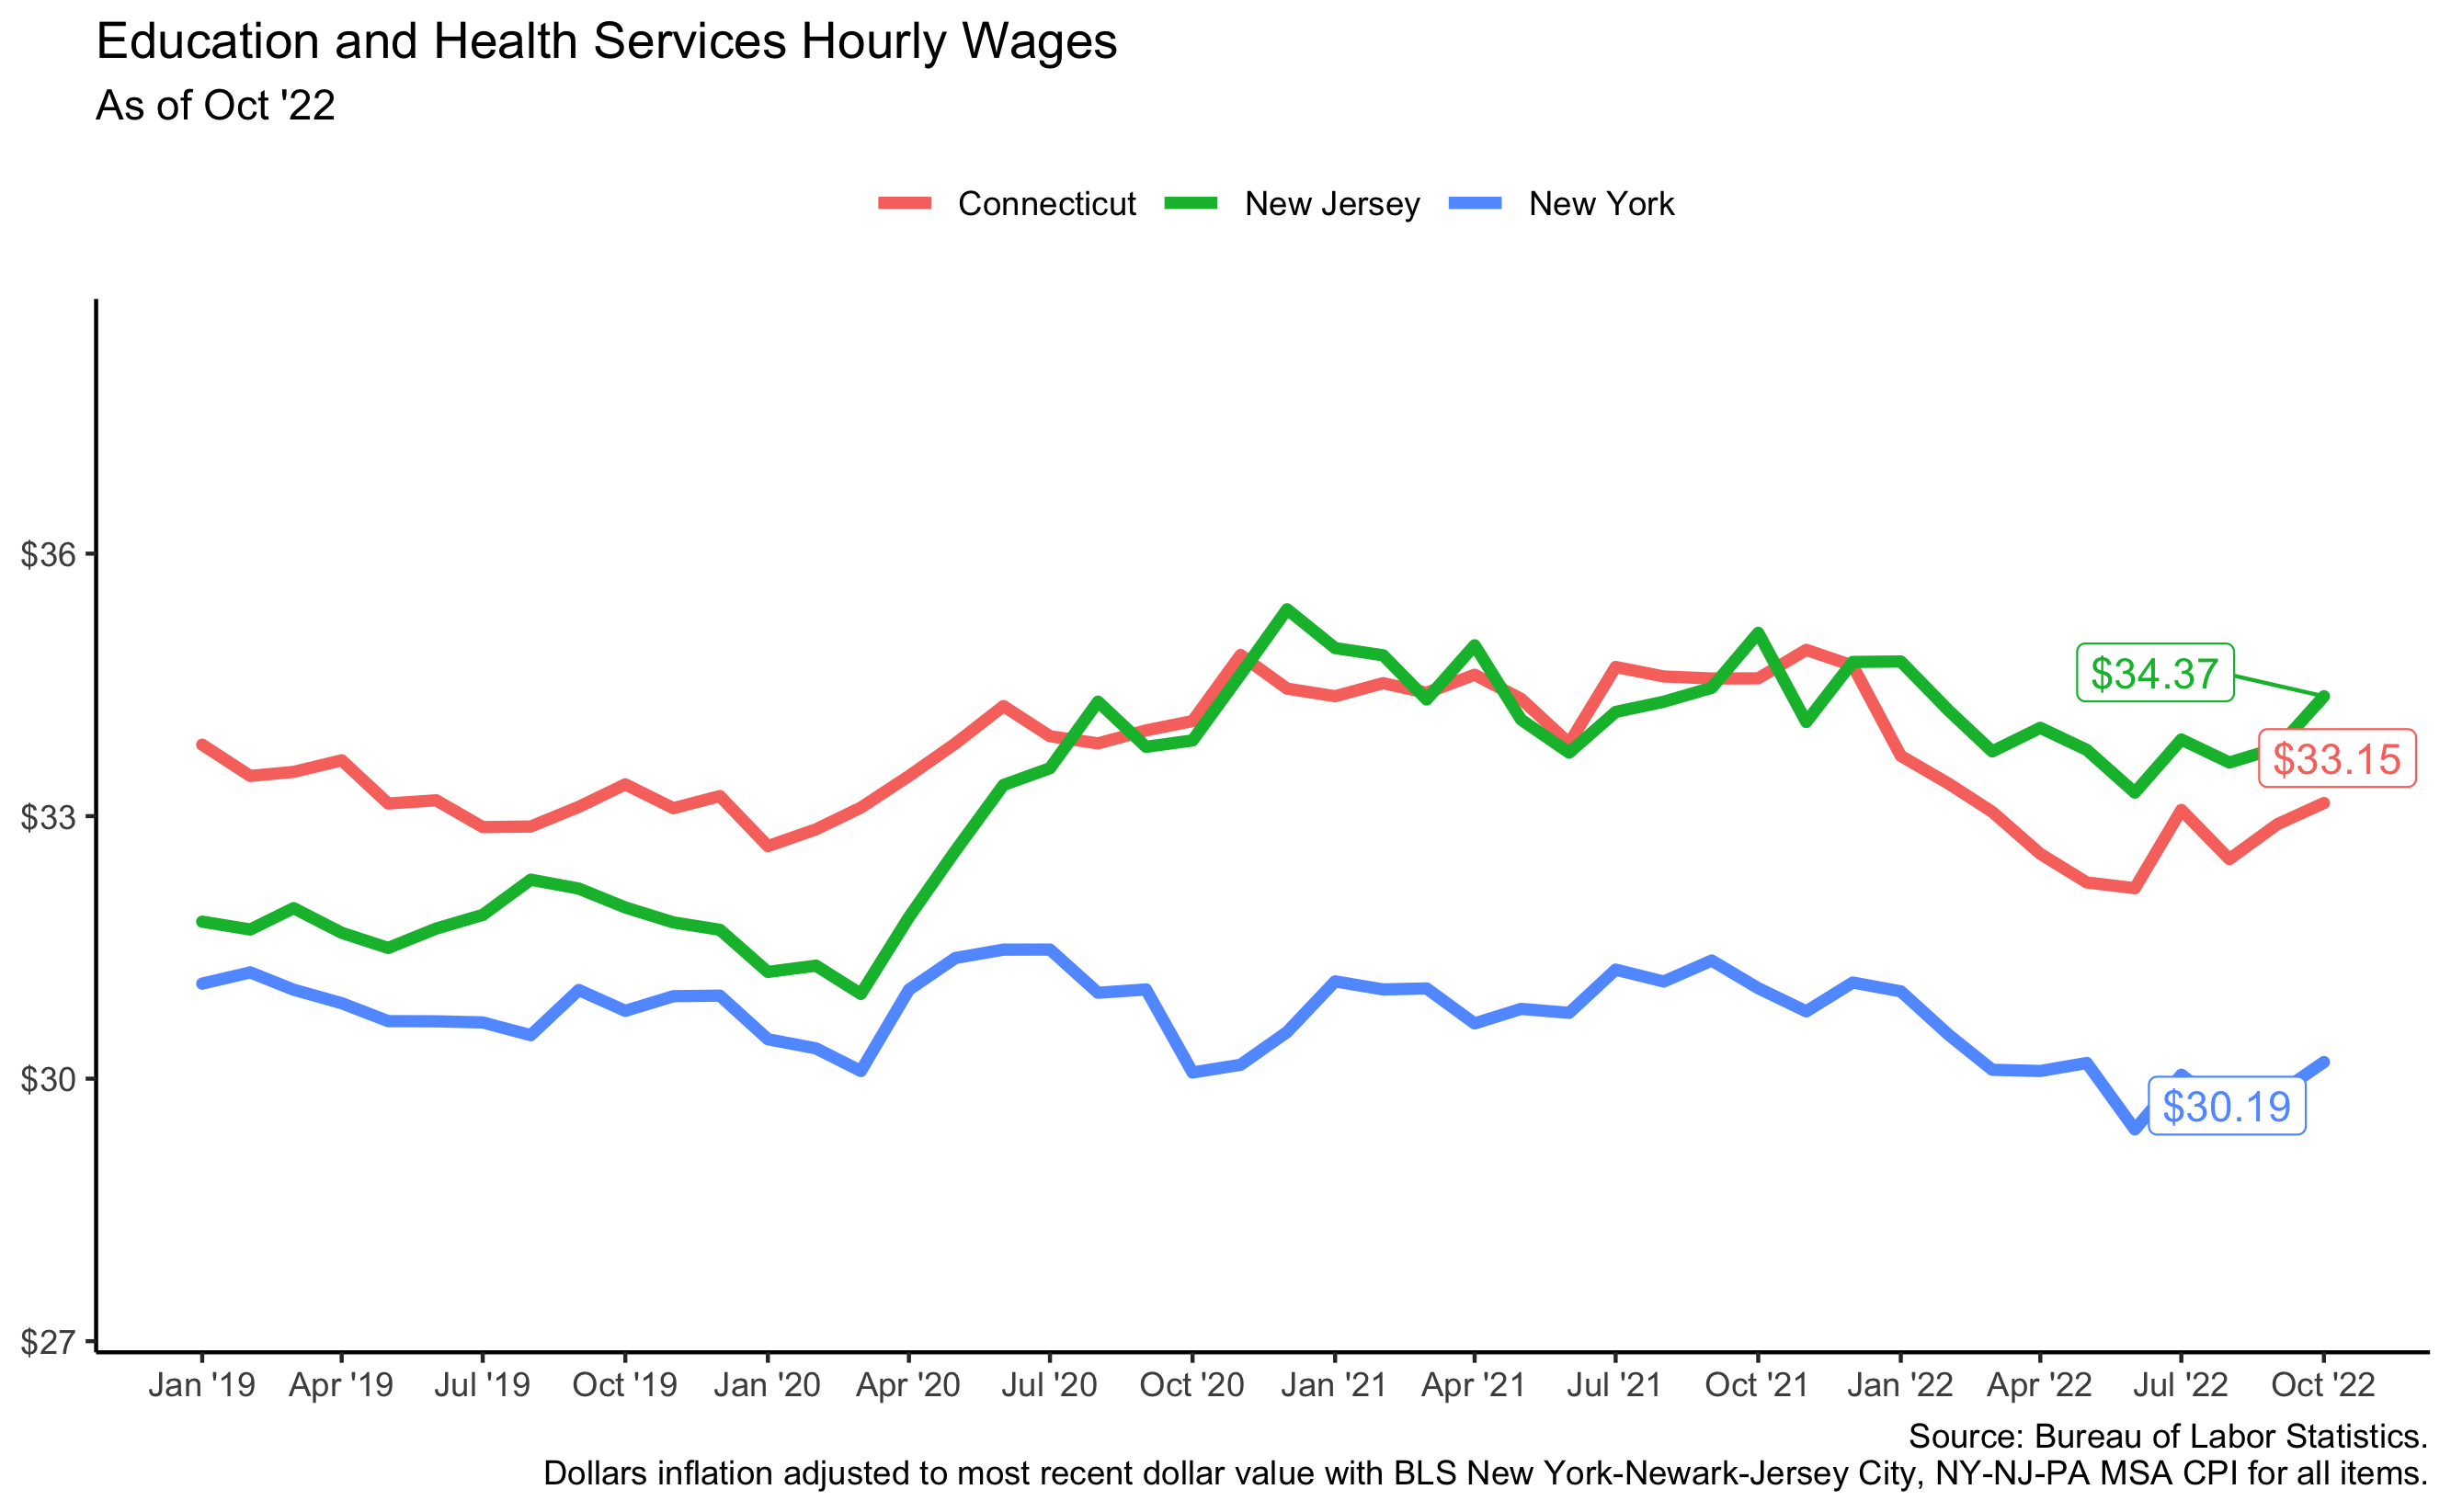 Education and Health Services Hourly Wages
As of Oct '22
Connecticut New Jersey New York
$36
$34.37
$33.15
$33
$30
$30.19
$27
Jan '19 Apr '19 Jul '19 Oct '19 Jan '20 Apr '20 Jul '20 Oct '20 Jan '21 Apr '21 Jul '21 Oct '21 Jan '22 Apr '22 Jul '22 Oct '22
Source: Bureau of Labor Statistics.
Dollars inflation adjusted to most recent dollar value with BLS New York-Newark-Jersey City, NY-NJ-PA MSA CPI for all items.